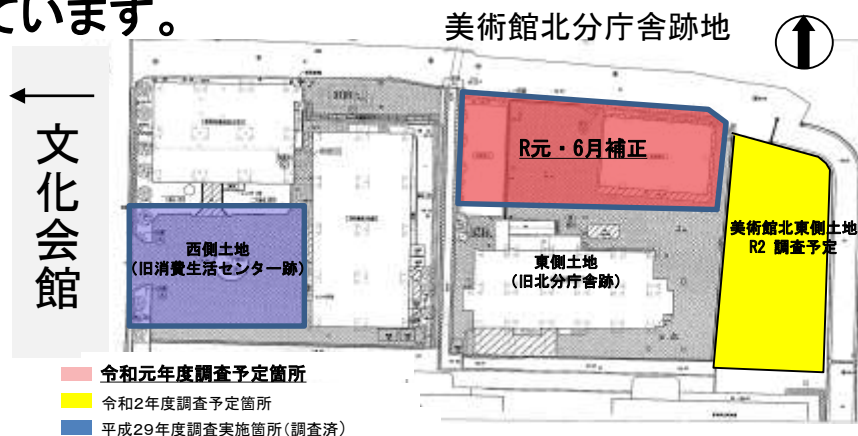 ています。
美術館北分庁舎跡地
文化会館
R元・6月補正
西側土地
(旧消費生活センター跡)
東側土地
(旧北分庁舎跡)
美術館北東側土地
R2 調査予定
令和元年度調査予定箇所
令和2年度調査予定箇所
平成29年度調査実施箇所(調査済)